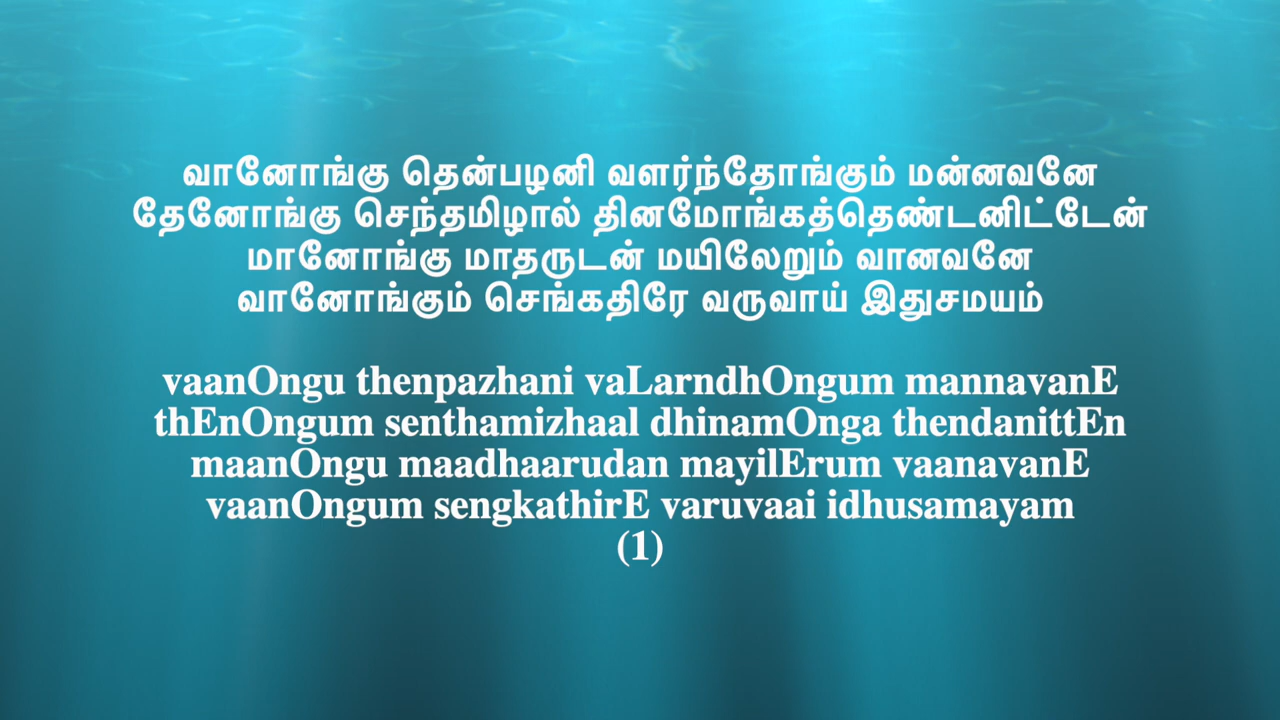 வானோங்கு தென்பழனி வளர்ந்தோங்கும் மன்னவனே
தேனோங்கு செந்தமிழால் தினமோங்கத்தெண்டனிட்டேன்
மானோங்கு மாதருடன் மயிலேறும் வானவனே
வானோங்கும் செங்கதிரே வருவாய் இதுசமயம்
vaanOngu thenpazhani vaLarndhOngum mannavanE
thEnOngum senthamizhaal dhinamOnga thendanittEn
maanOngu maadhaarudan mayilErum vaanavanE
vaanOngum sengkathirE varuvaai idhusamayam
(1)